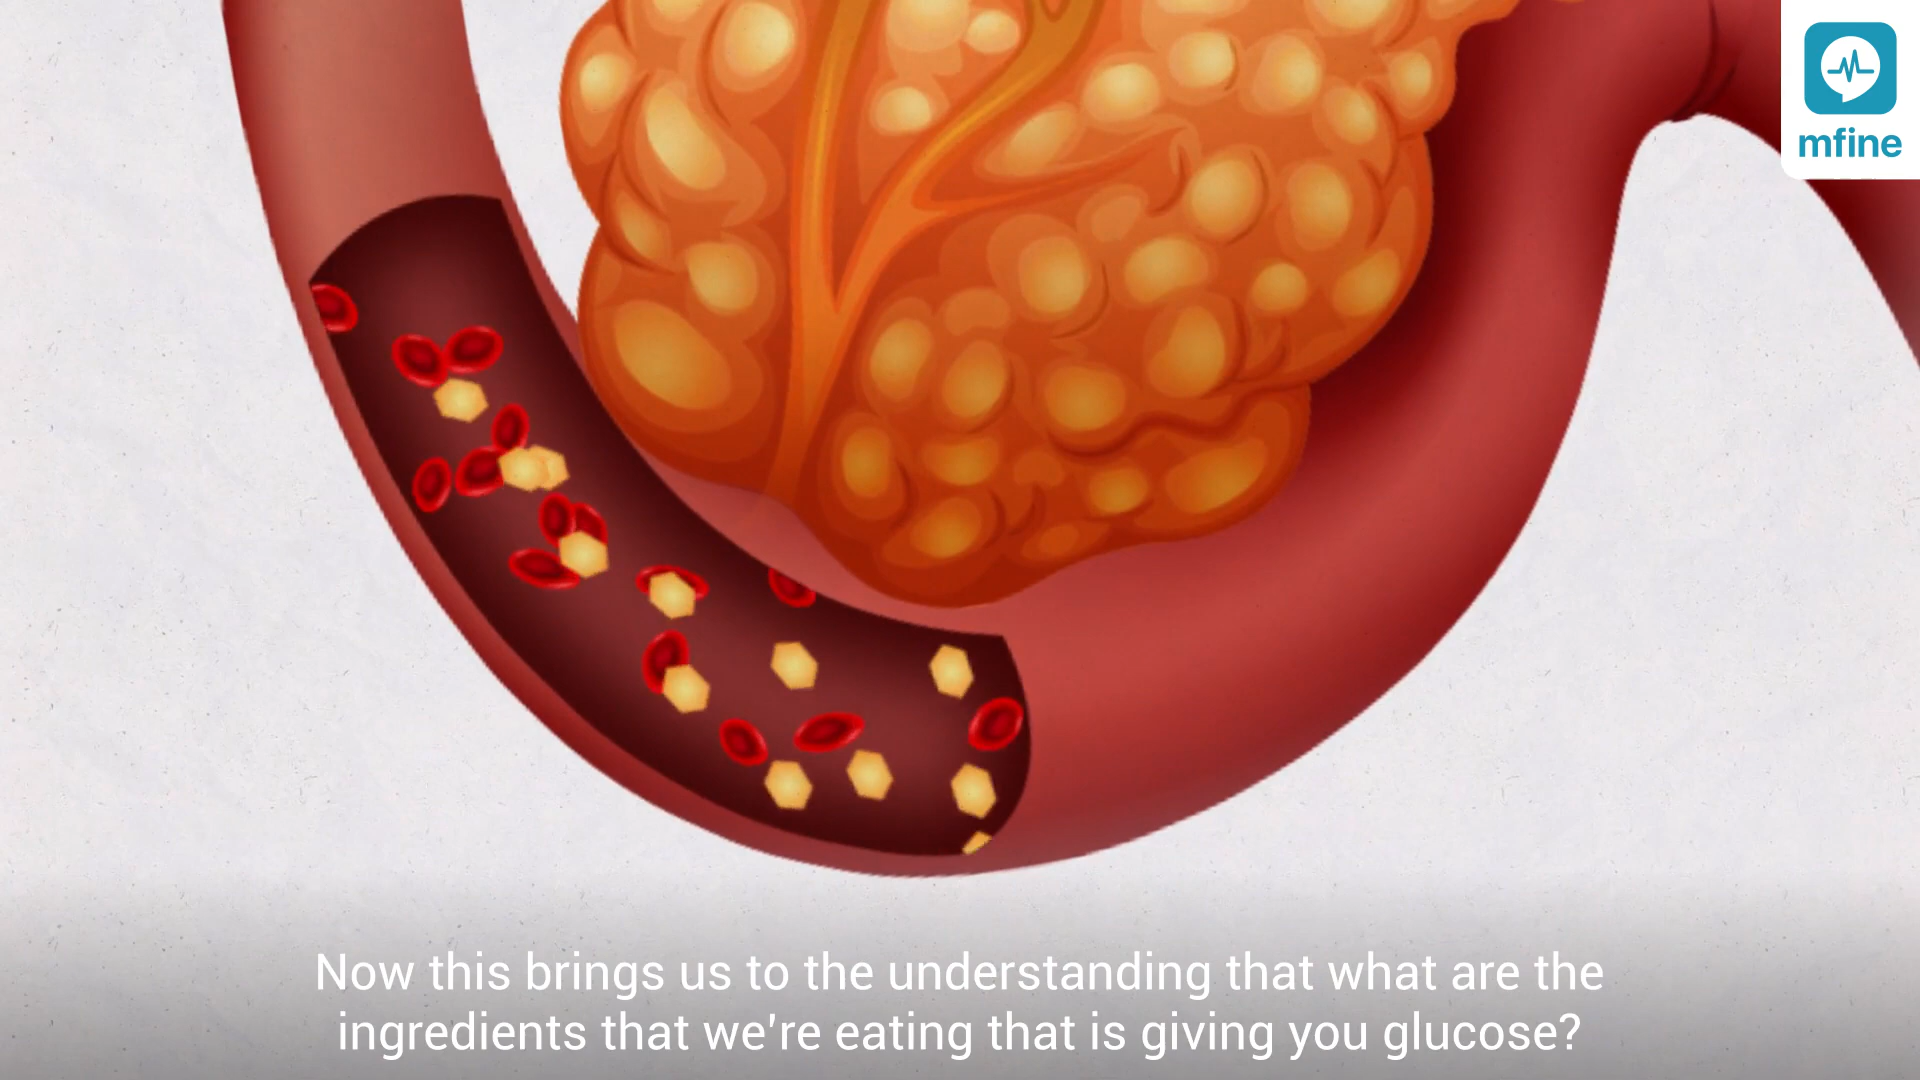 mfine
Now this brings us to the understanding that what are the
ingredients that we're eating that is giving you glucose?